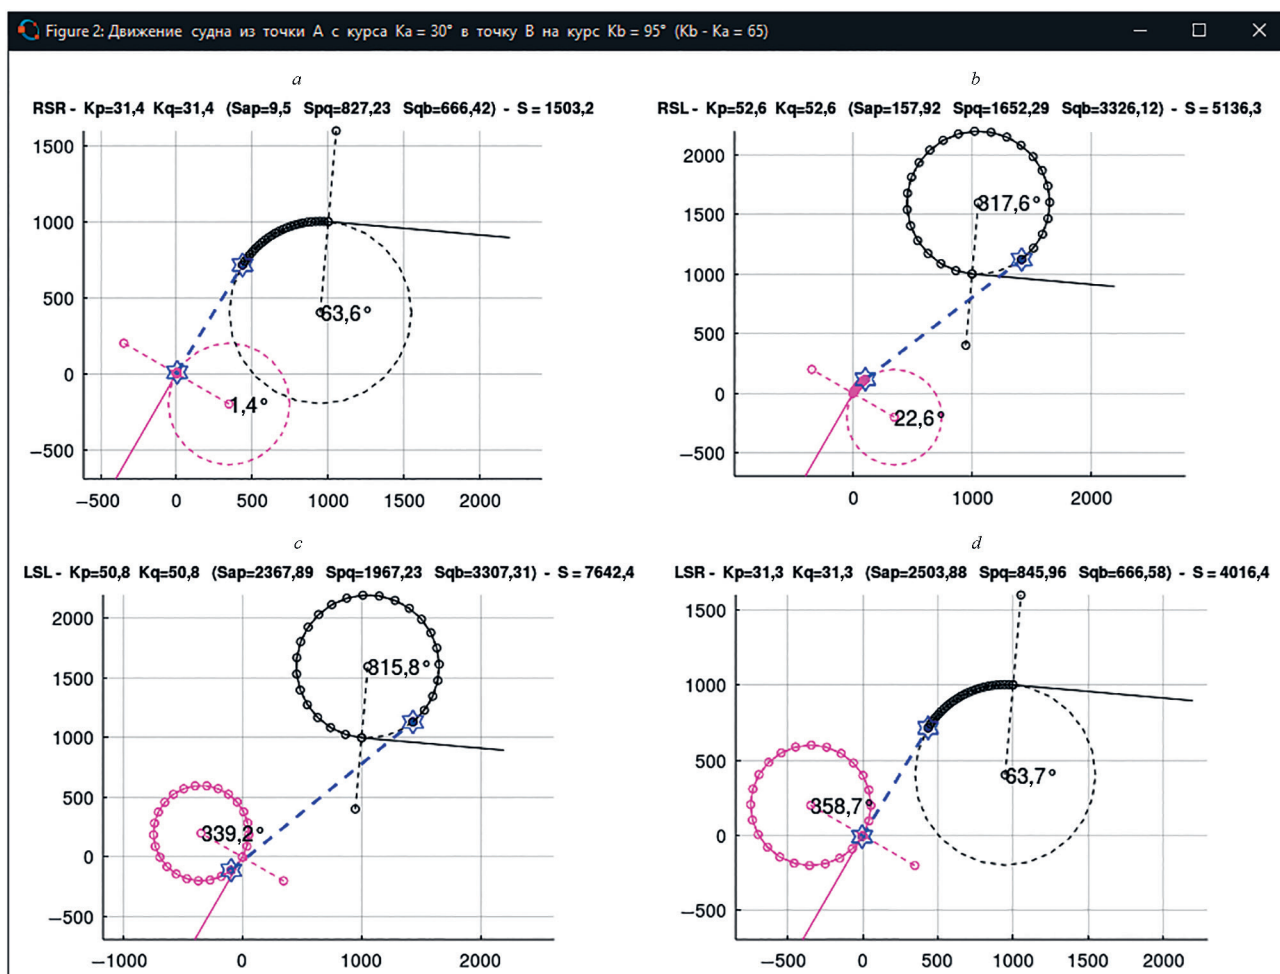 Figure 2: Движение судна из точки A с курса Ka = 30° в точку B на курс Kb = 95° (Kb - Ka = 65)
a
RSR - Kp=31,4 Kq=31,4 (Sap=9,5 Spq=827,23 Sqb=666,42) - S = 1503,2
1500
1000
500
0
−500
63,6°
1,4°
−500 0 500 1000 1500 2000
b
RSL - Kp=52,6 Kq=52,6 (Sap=157,92 Spq=1652,29 Sqb=3326,12) - S = 5136,3
2000
1500
1000
500
0
−500
317,6°
22,6°
0 1000 2000
c
LSL - Kp=50,8 Kq=50,8 (Sap=2367,89 Spq=1967,23 Sqb=3307,31) - S = 7642,4
2000
1500
1000
500
0
−500
315,8°
339,2°
−1000 0 1000 2000
d
LSR - Kp=31,3 Kq=31,3 (Sap=2503,88 Spq=845,96 Sqb=666,58) - S = 4016,4
1500
1000
500
0
−500
63,7°
358,7°
−500 0 500 1000 1500 2000